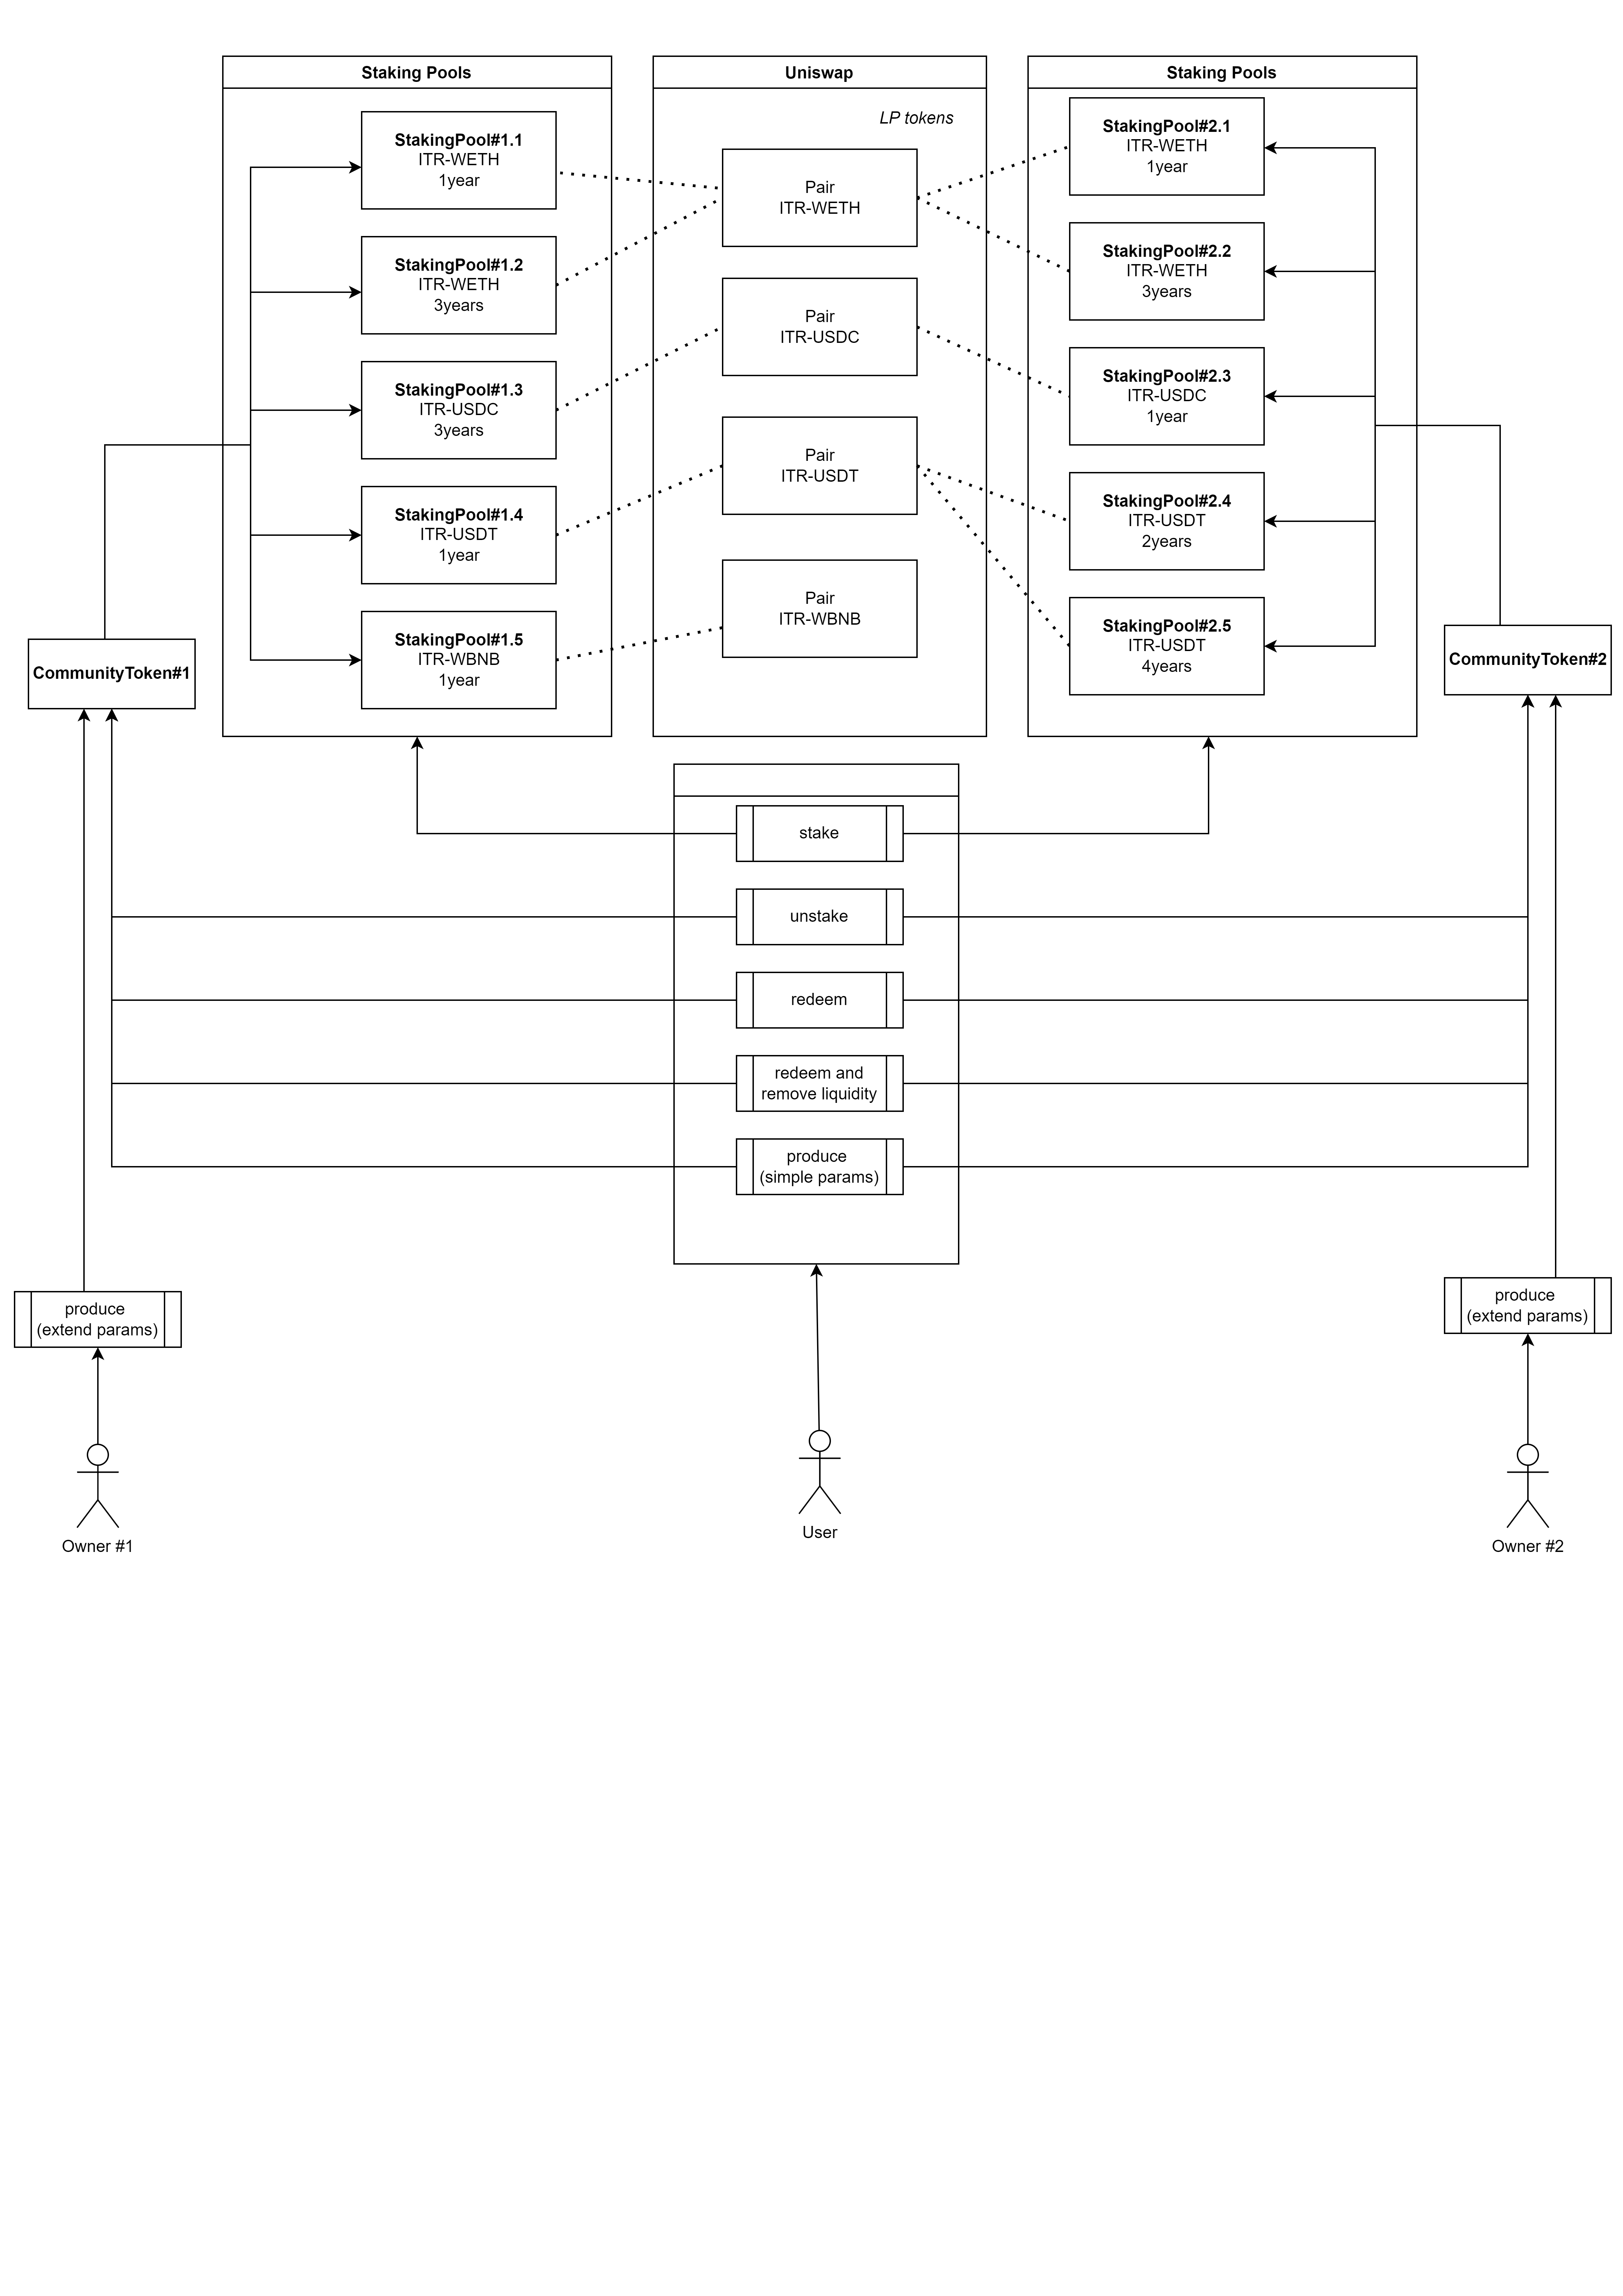 Staking Pools
StakingPool#1.1
ITR-WETH
1year
StakingPool#1.2
ITR-WETH
3years
StakingPool#1.3
ITR-USDC
3years
StakingPool#1.4
ITR-USDT
1year
StakingPool#1.5
ITR-WBNB
1year
Uniswap
LP tokens
Pair
ITR-WETH
Pair
ITR-USDC
Pair
ITR-USDT
Pair
ITR-WBNB
Staking Pools
StakingPool#2.1
ITR-WETH
1year
StakingPool#2.2
ITR-WETH
3years
StakingPool#2.3
ITR-USDC
1year
StakingPool#2.4
ITR-USDT
2years
StakingPool#2.5
ITR-USDT
4years
CommunityToken#1
CommunityToken#2
stake
unstake
redeem
redeem and
remove liquidity
produce
(simple params)
produce
(extend params)
produce
(extend params)
Owner #1
User
Owner #2